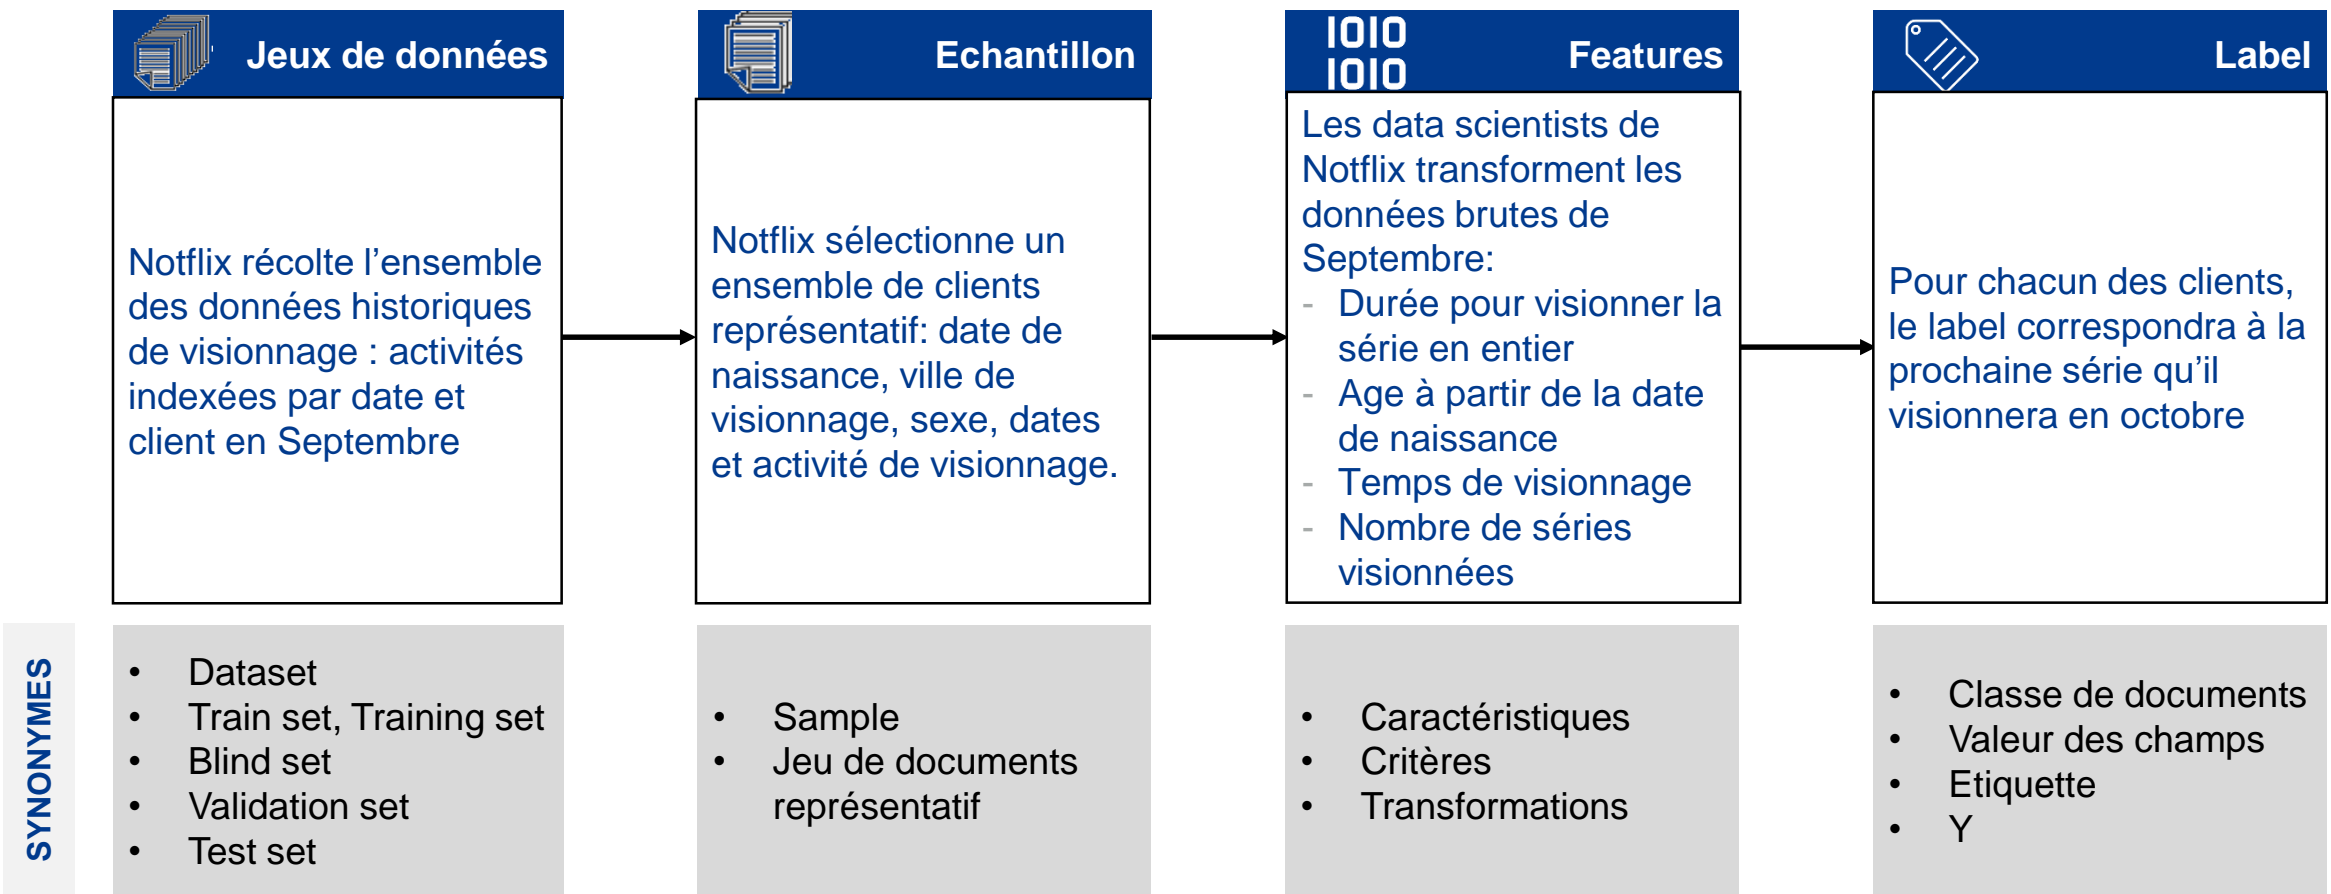 Jeux de données
Notflix récolte l’ensemble
des données historiques
de visionnage : activités
indexées par date et
client en Septembre
Echantillon
Notflix sélectionne un
ensemble de clients
représentatif: date de
naissance, ville de
visionnage, sexe, dates
et activité de visionnage.
IOIO
IOIO
Features
Les data scientists de
Notflix transforment les
données brutes de
Septembre:
- Durée pour visionner la
série en entier
- Age à partir de la date
de naissance
- Temps de visionnage
- Nombre de séries
visionnées
Label
Pour chacun des clients,
le label correspondra à la
prochaine série qu’il
visionnera en octobre
SYNONYMES
• Dataset
• Train set, Training set
• Blind set
• Validation set
• Test set
• Sample
• Jeu de documents
représentatif
• Caractéristiques
• Critères
• Transformations
• Classe de documents
• Valeur des champs
• Etiquette
• Y